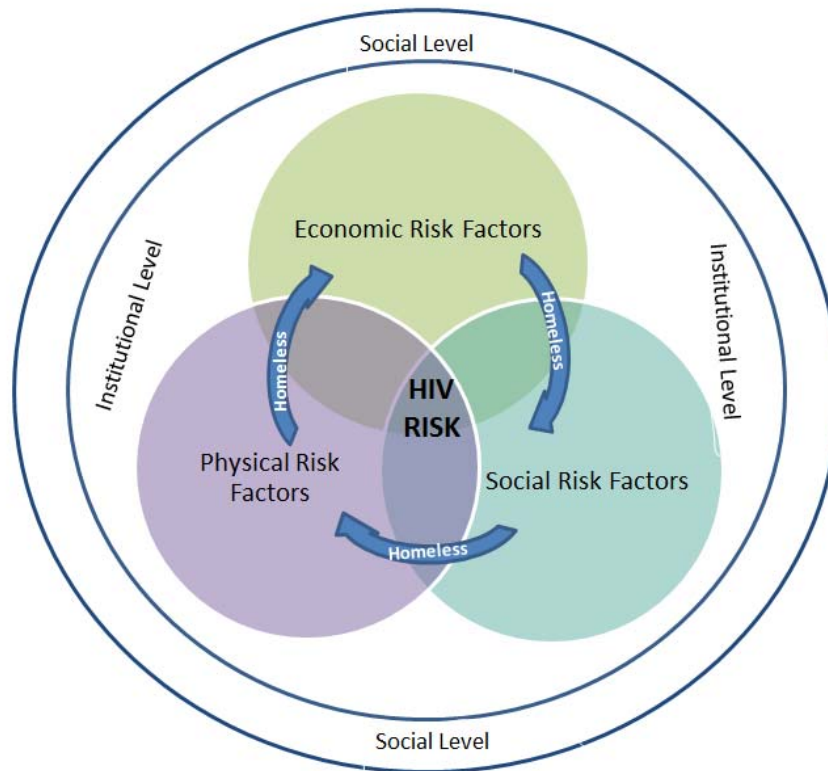 Social Level
Economic Risk Factors
Institutional Level
Institutional Level
Homeless
Homeless
HIV
RISK
Physical Risk
Factors
Social Risk Factors
Homeless
Social Level